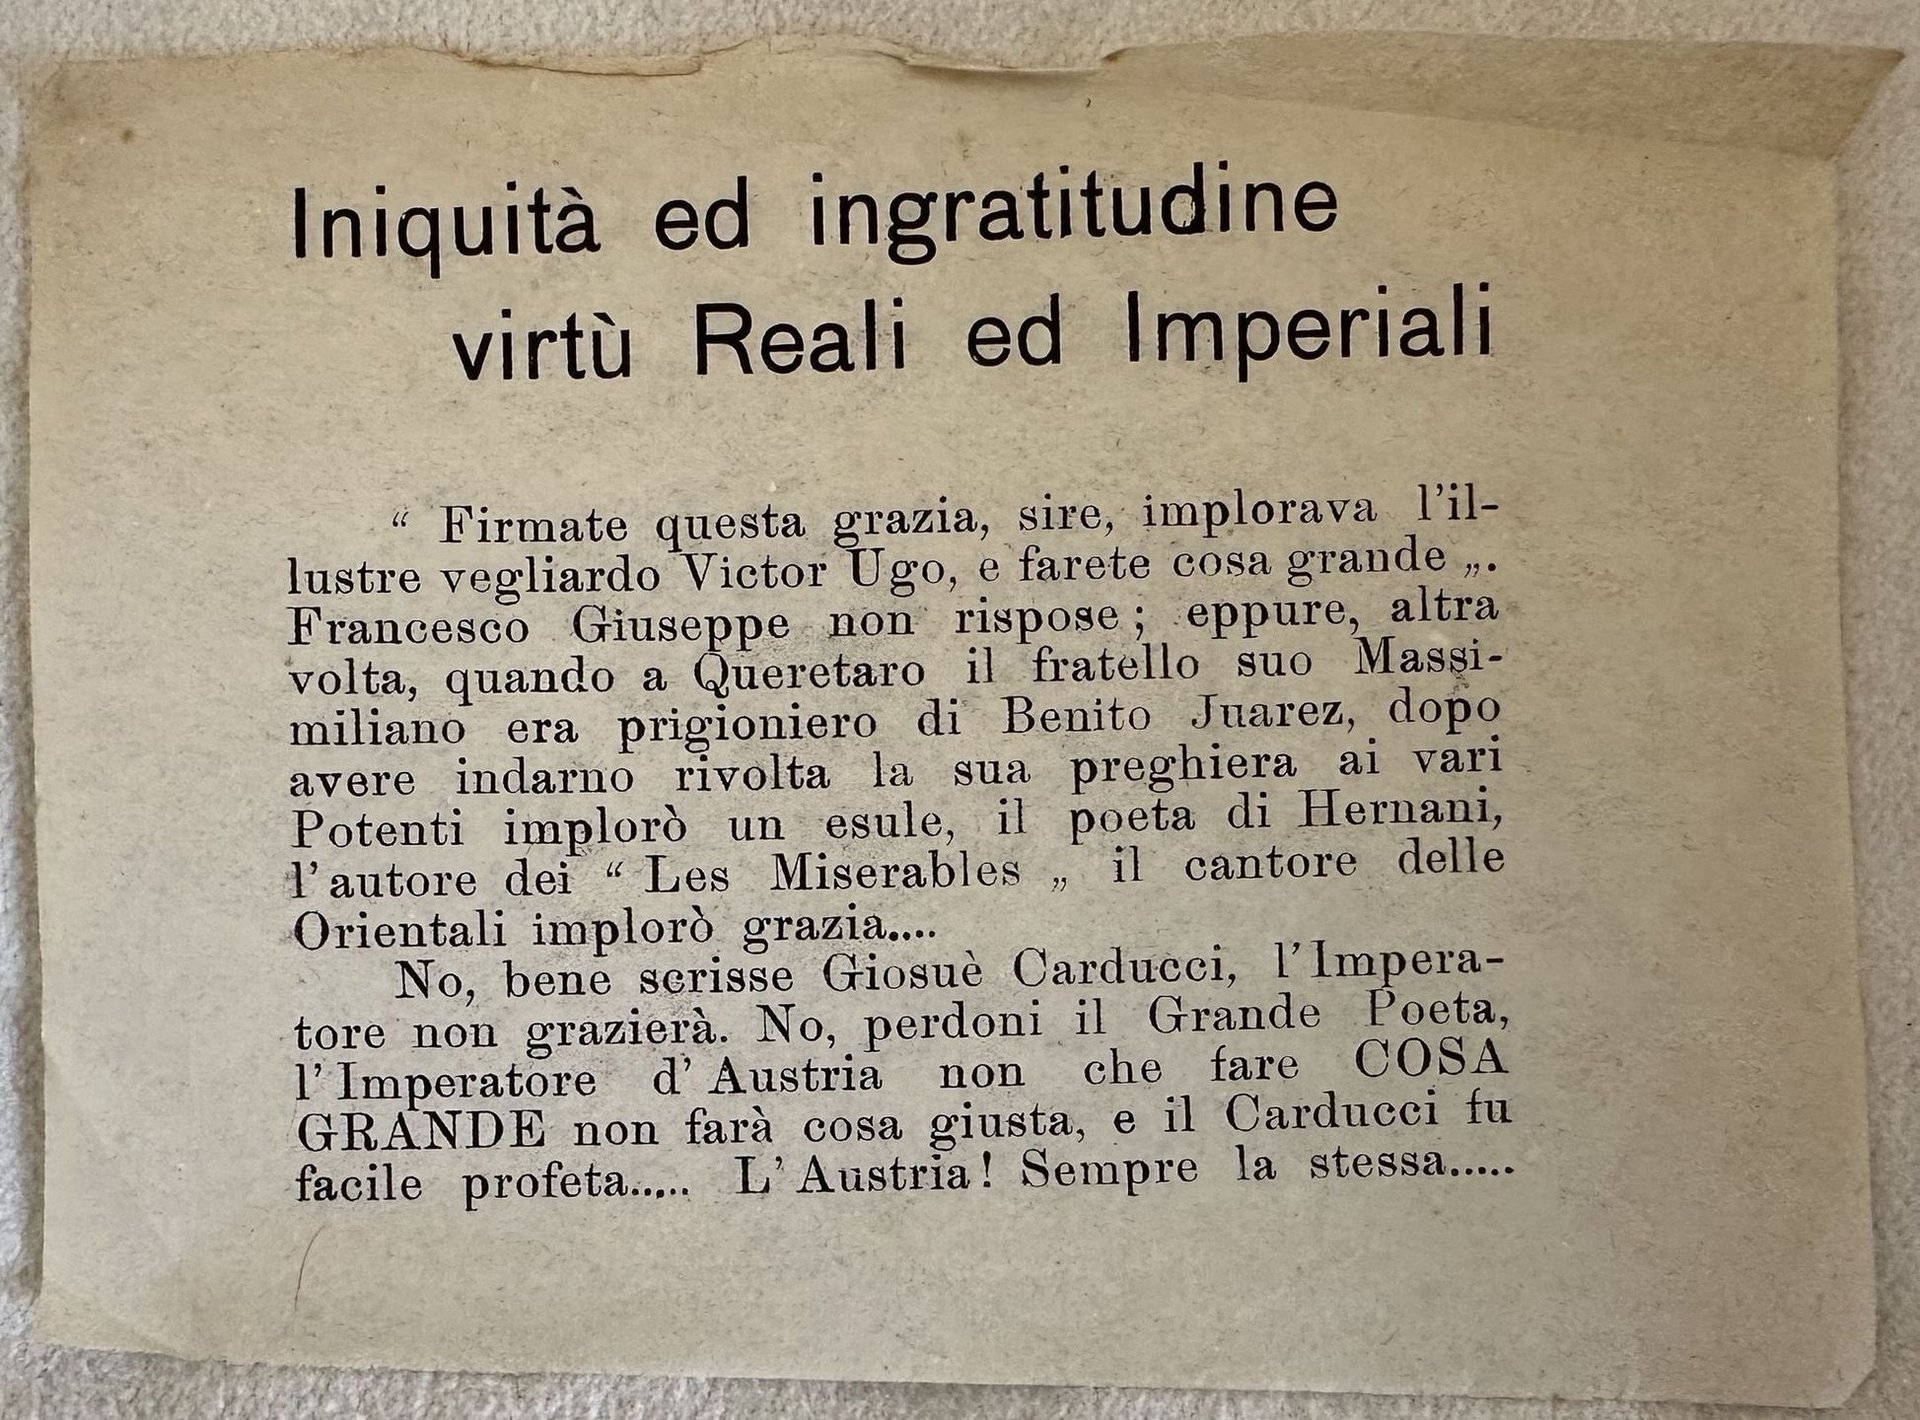 Iniquità ed ingratitudine
virtù Reali ed Imperiali
“ Firmate questa grazia, sire, implorava l'il-
lustre vegliardo Victor Ugo, e farete cosa grande „.
Francesco Giuseppe non rispose ; eppure, altra
volta, quando a Queretaro il fratello suo Massi-
miliano era prigioniero di Benito Juarez, dopo
avere indarno rivolta la sua preghiera ai vari
Potenti implorò un esule, il poeta di Hernani,
l'autore dei “ Les Miserables „ il cantore delle
Orientali implorò grazia....
No, bene scrisse Giosuè Carducci, l'Impera-
tore non grazierà. No, perdoni il Grande Poeta,
l'Imperatore d'Austria non che fare COSA
GRANDE non farà cosa giusta, e il Carducci fu
facile profeta..... L'Austria! Sempre la stessa.....